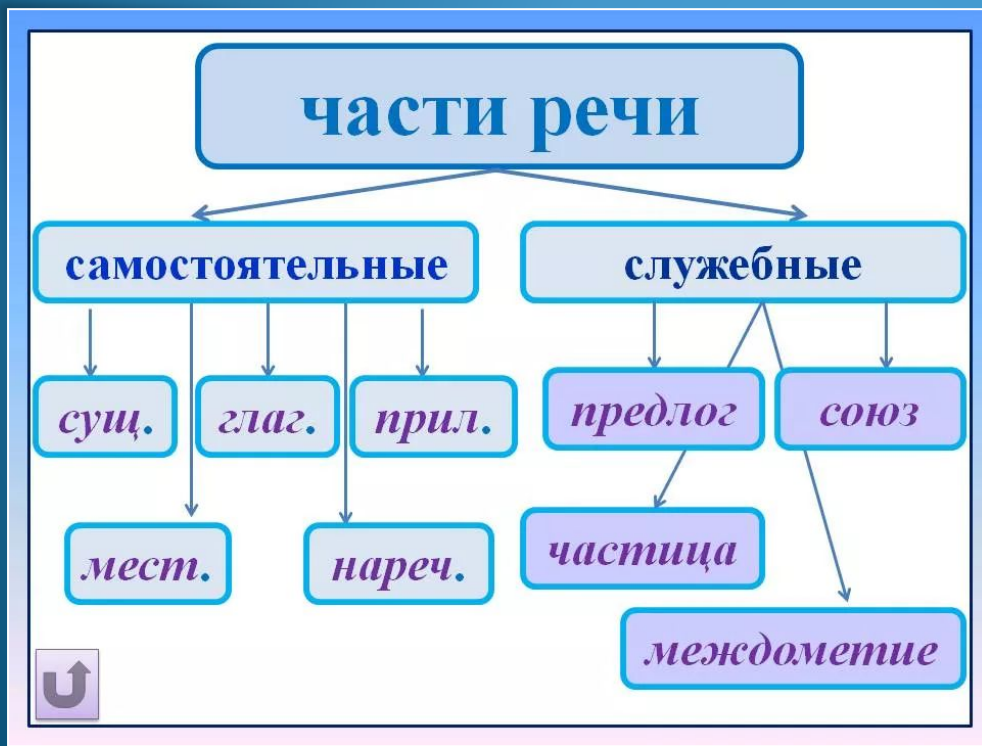 части речи
самостоятельные
служебные
сущ.
глаг.
прил.
предлог
союз
мест.
нареч.
частица
междометие